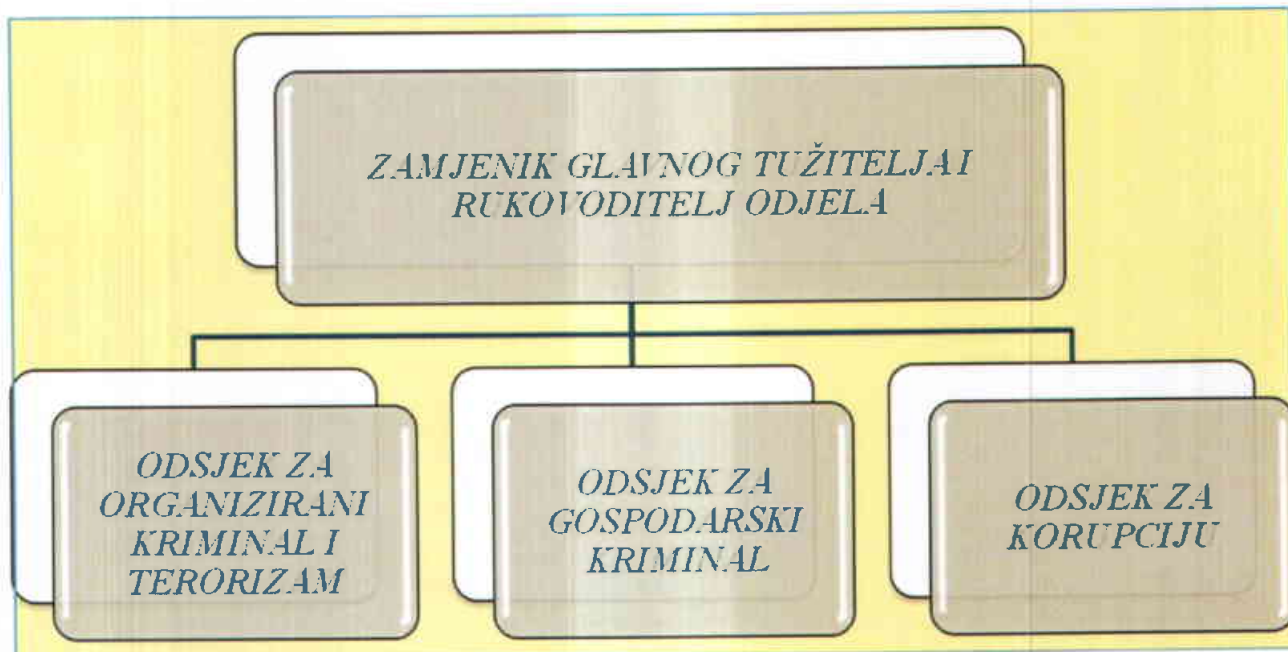 ZAMJENIK GLAVNOG TUŽITELJA I
RUKOVODITELJ ODJELA
ODSJEK ZA
ORGANIZIRANI
KRIMINAL I
TERORIZAM
ODSJEK ZA
GOSPODARSKI
KRIMINAL
ODSJEK ZA
KORUPCIJU